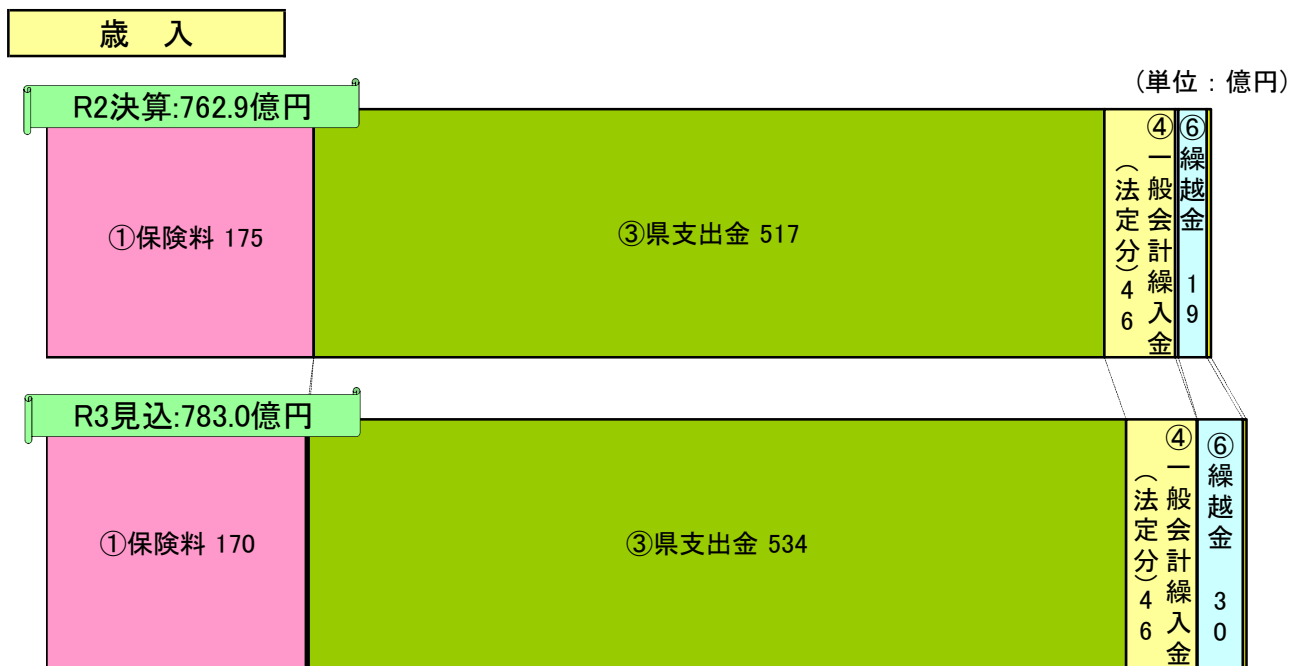 歳　入
（単位：億円）
R2決算:762.9億円
①保険料 175
③県支出金 517
④一般会計繰入金
（法定分）46
⑥繰越金　19
R3見込:783.0億円
①保険料 170
③県支出金 534
④一般会計繰入金
（法定分）46
⑥繰越金　30